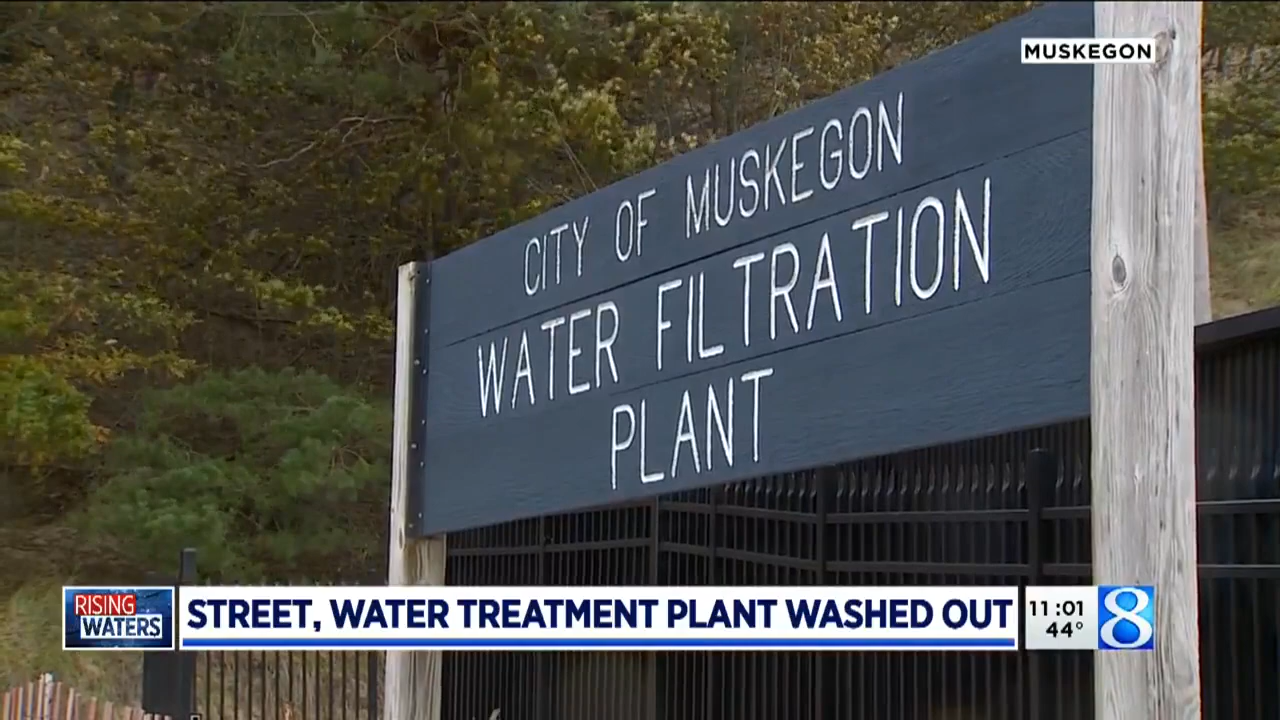 MUSKEGON
CITY OF MUSKEGON
WATER FILTRATION
PLANT
RISING
WATERS
STREET, WATER TREATMENT PLANT WASHED OUT
11:01
44°
8